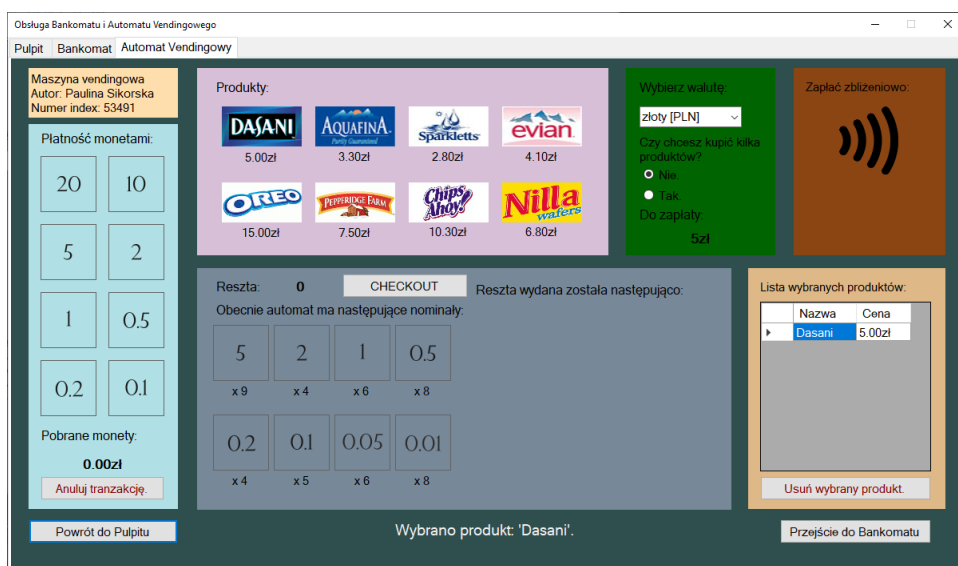 Obsługa Bankomatu i Automatu Vendingowego
Pulpit Bankomat Automat Vendingowy
Maszyna vendingowa
Autor: Paulina Sikorska
Numer index: 53491
Płatność monetami:
20 10
5 2
1 0.5
0.2 0.1
Pobrane monety:
0.00zł
Anuluj tranzakcję.
Powrót do Pulpitu
Produkty:
DASANI AQUAFINA Sparkletts evian.
Purity Guaranteed
5.00zł 3.30zł 2.80zł 4.10zł
OREO PEPPERIDGE FARM Chips Ahoy! Nilla wafers
15.00zł 7.50zł 10.30zł 6.80zł
Wybierz walutę:
złoty [PLN]
Czy chcesz kupić kilka
produktów?
Nie.
Tak.
Do zapłaty:
5zł
Zapłać zbliżeniowo:
Reszta: 0 CHECKOUT Reszta wydana została następująco:
Obecnie automat ma następujące nominały:
5 2 1 0.5
x 9 x 4 x 6 x 8
0.2 0.1 0.05 0.01
x 4 x 5 x 6 x 8
Lista wybranych produktów:
Nazwa Cena
Dasani 5.00zł
Usuń wybrany produkt.
Wybrano produkt: 'Dasani'.
Przejście do Bankomatu